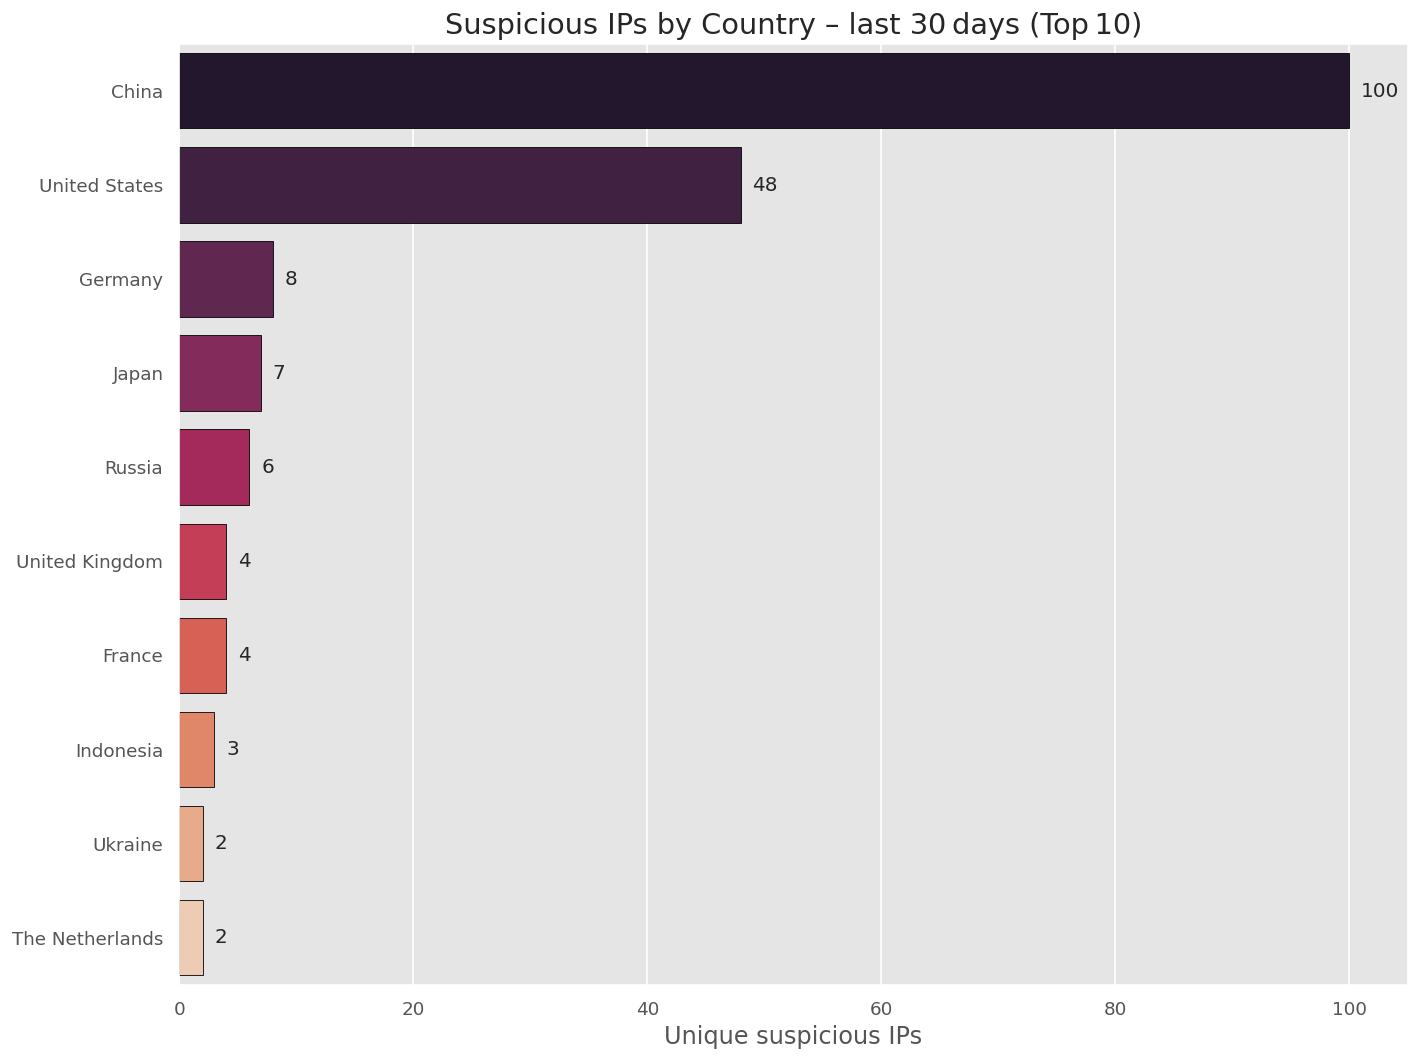 Suspicious IPs by Country – last 30 days (Top 10)
China 100
United States 48
Germany 8
Japan 7
Russia 6
United Kingdom 4
France 4
Indonesia 3
Ukraine 2
The Netherlands 2
0 20 40 60 80 100
Unique suspicious IPs